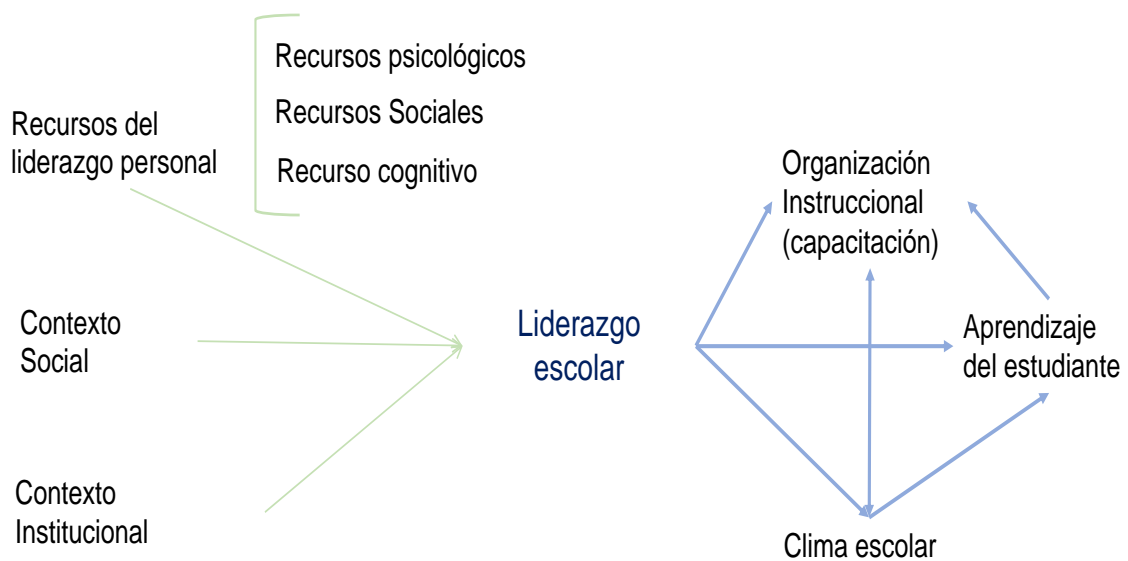 Recursos psicológicos
Recursos Sociales
Recurso cognitivo
Recursos del
liderazgo personal
Contexto
Social
Contexto
Institucional
Liderazgo
escolar
Organización
Instruccional
(capacitación)
Aprendizaje
del estudiante
Clima escolar